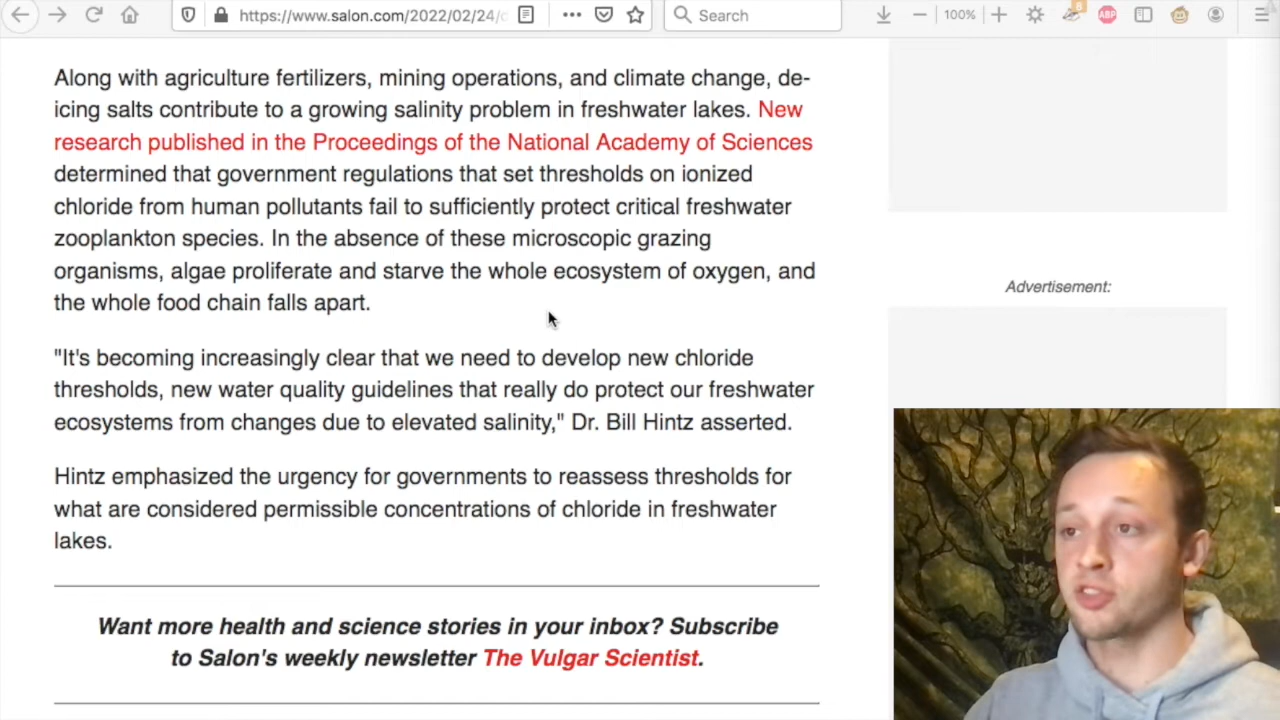 https://www.salon.com/2022/02/24/
Search
100%
8
ABP
Along with agriculture fertilizers, mining operations, and climate change, de-
icing salts contribute to a growing salinity problem in freshwater lakes. New
research published in the Proceedings of the National Academy of Sciences
determined that government regulations that set thresholds on ionized
chloride from human pollutants fail to sufficiently protect critical freshwater
zooplankton species. In the absence of these microscopic grazing
organisms, algae proliferate and starve the whole ecosystem of oxygen, and
the whole food chain falls apart.
Advertisement:
"It's becoming increasingly clear that we need to develop new chloride
thresholds, new water quality guidelines that really do protect our freshwater
ecosystems from changes due to elevated salinity," Dr. Bill Hintz asserted.
Hintz emphasized the urgency for governments to reassess thresholds for
what are considered permissible concentrations of chloride in freshwater
lakes.
Want more health and science stories in your inbox? Subscribe
to Salon's weekly newsletter The Vulgar Scientist.